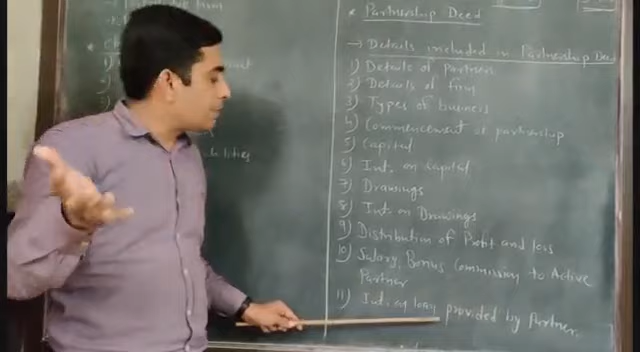 * Partnership Deed
→ Details included in Partnership Deed
1) Details of partners
2) Details of firm
3) Types of business
4) Commencement of partnership
5) Capital
6) Int. on capital
7) Drawings
8) Int. on Drawings
9) Distribution of Profit and loss
10) Salary, Bonus Commission to Active
Partner
11) Int. on loan provided by Partner.